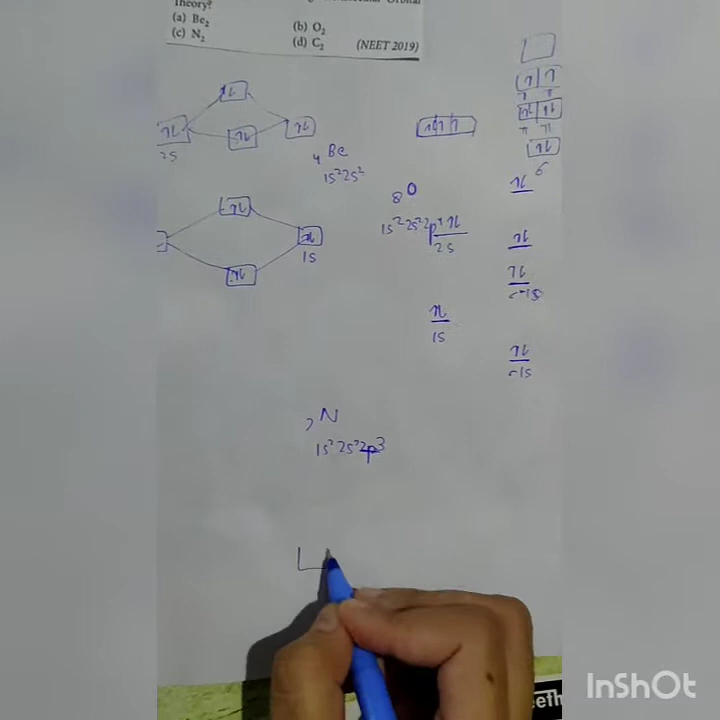 Theory?
(a) Be₂ (b) O₂
(c) N₂ (d) C₂ (NEET 2019)
2s
4 Be
1s² 2s²
1s
8 O
1s² 2s² 2p⁴
2s
1s
π π
π π
6
1s
1s
7 N
1s² 2s² 2p³
InShOt